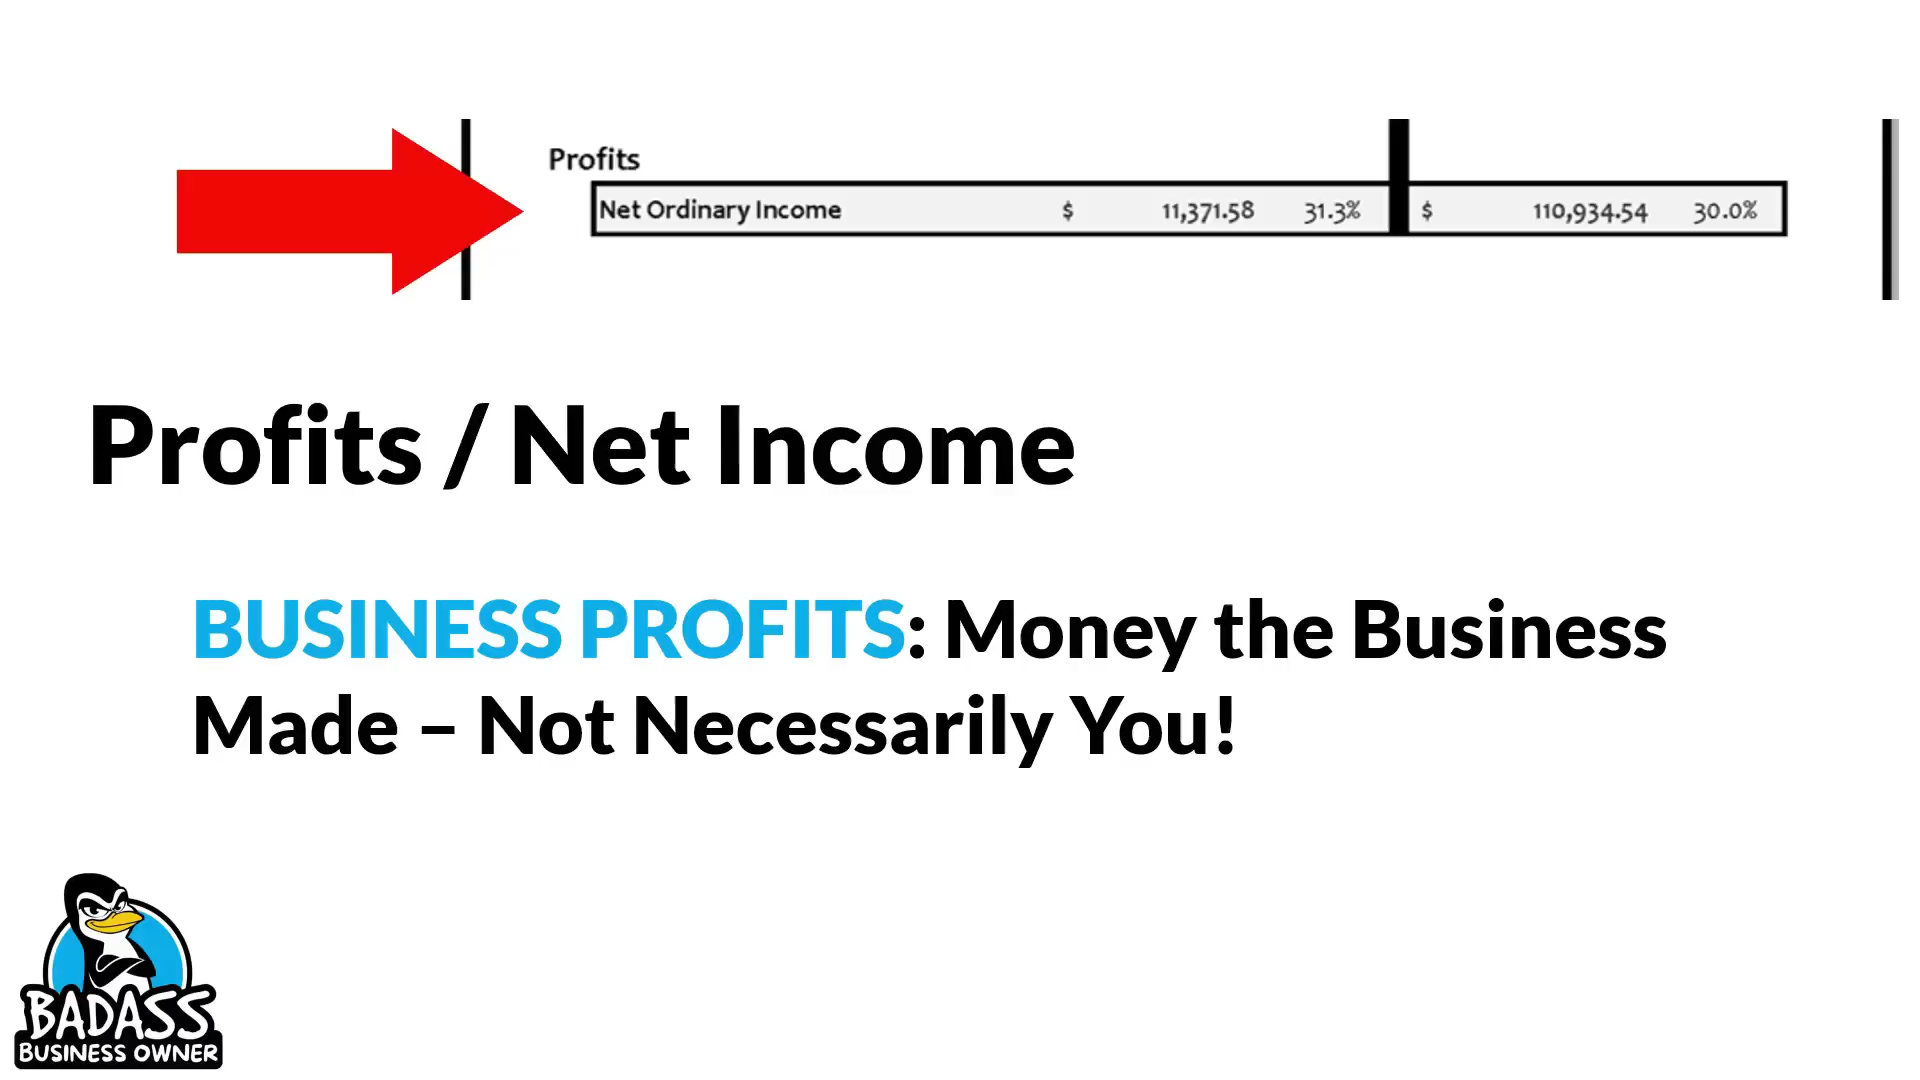 Profits
Net Ordinary Income $ 11,371.58 31.3% $ 110,934.54 30.0%
Profits / Net Income
BUSINESS PROFITS: Money the Business
Made – Not Necessarily You!
BADASS
BUSINESS OWNER